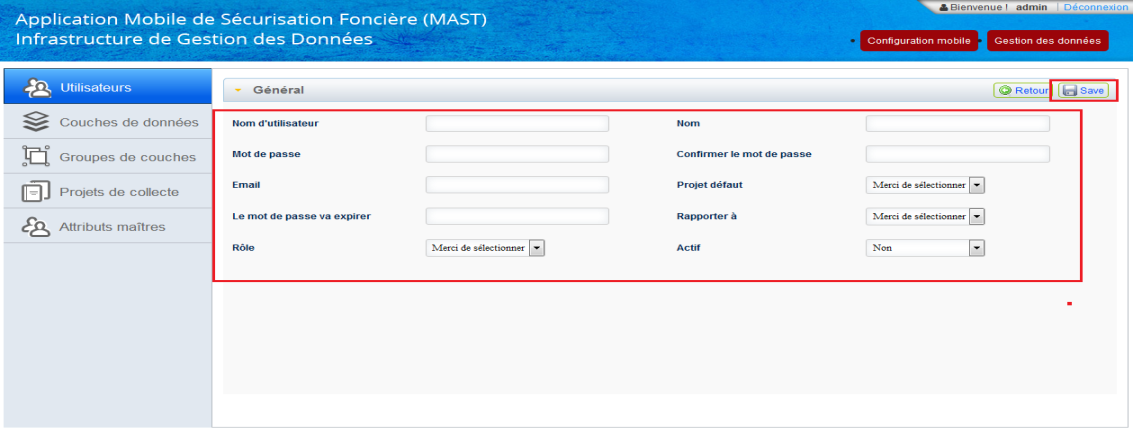 Bienvenue ! admin | Déconnexion
Application Mobile de Sécurisation Foncière (MAST)
Infrastructure de Gestion des Données
Configuration mobile
Gestion des données
Utilisateurs
Couches de données
Groupes de couches
Projets de collecte
Attributs maîtres
Général
Retour
Save
Nom d'utilisateur
Nom
Mot de passe
Confirmer le mot de passe
Email
Projet défaut
Merci de sélectionner
Le mot de passe va expirer
Rapporter à
Merci de sélectionner
Rôle
Merci de sélectionner
Actif
Non